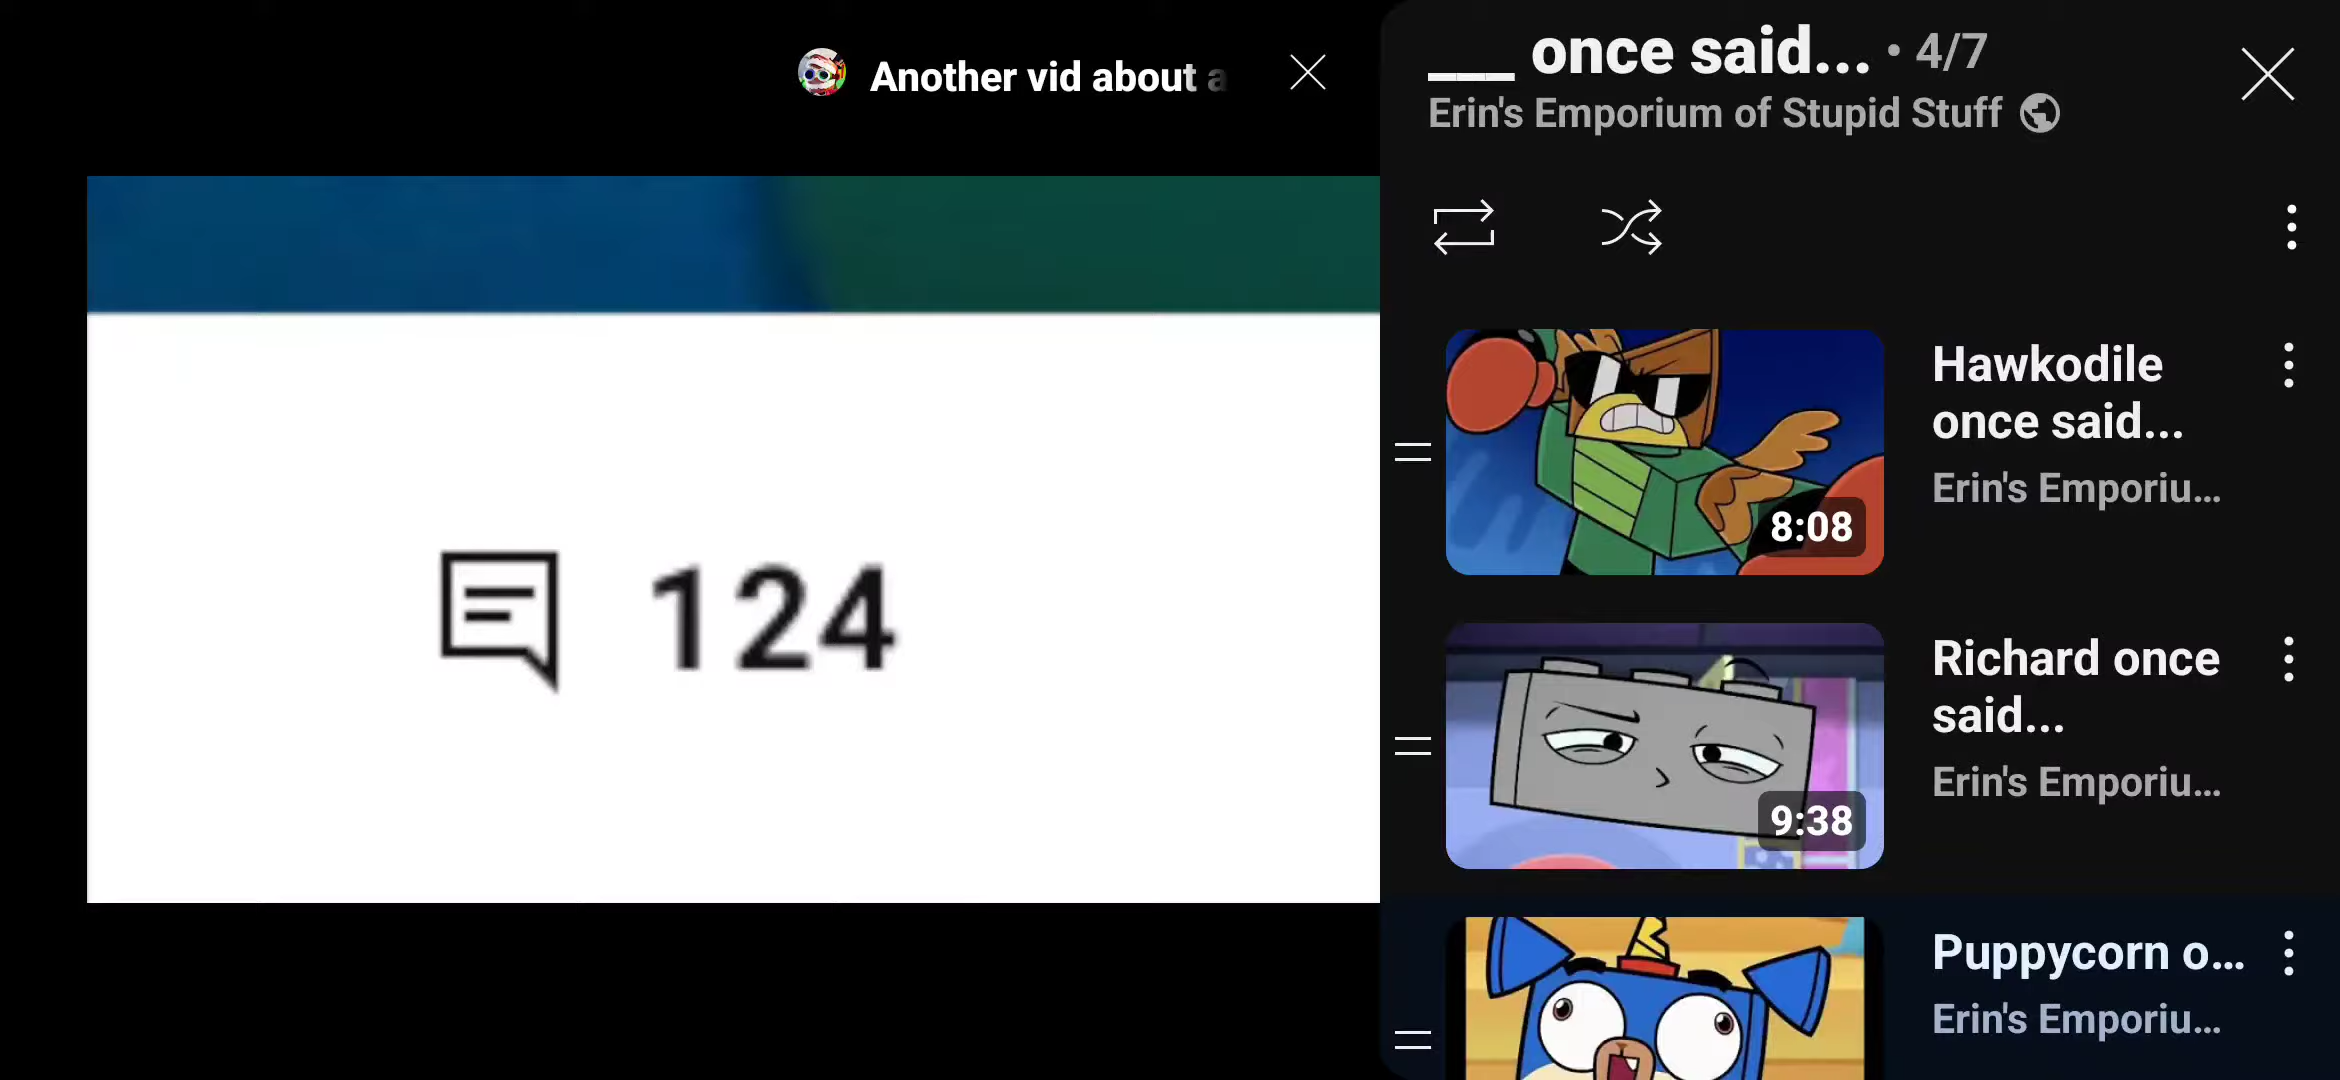 Another vid about a
___ once said... • 4/7
Erin's Emporium of Stupid Stuff
124
Hawkodile
once said...
Erin's Emporiu...
8:08
Richard once
said...
Erin's Emporiu...
9:38
Puppycorn o...
Erin's Emporiu...